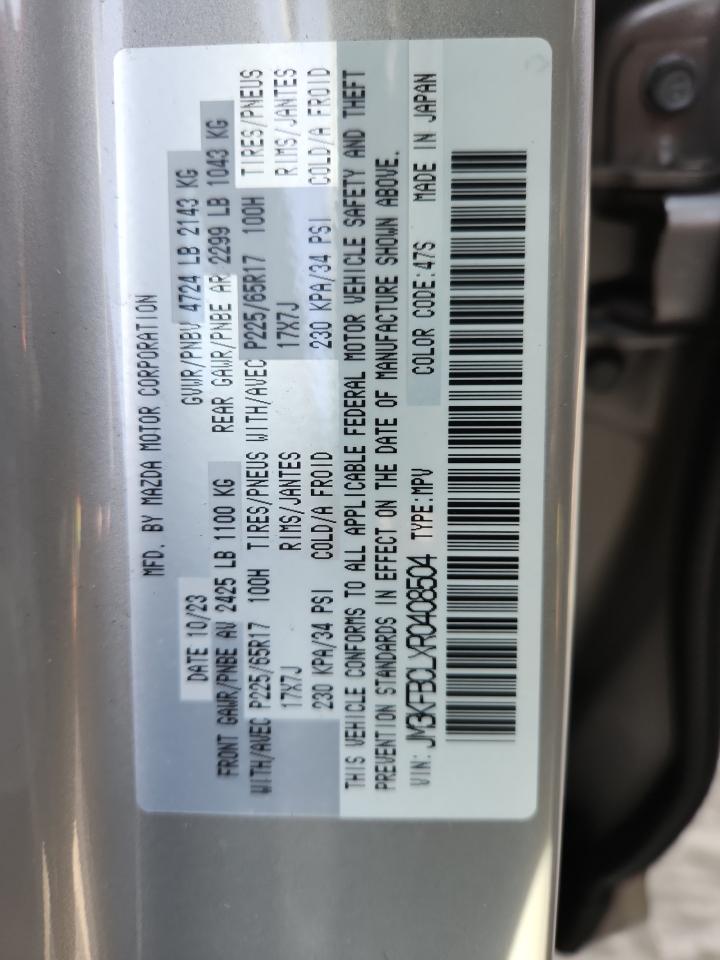 MFD. BY MAZDA MOTOR CORPORATION
DATE 10/23 GVWR/PNBV 4724 LB 2143 KG
FRONT GAWR/PNBE AV 2425 LB 1100 KG REAR GAWR/PNBE AR 2299 LB 1043 KG
WITH/AVEC P225/65R17 100H TIRES/PNEUS WITH/AVEC P225/65R17 100H TIRES/PNEUS
17X7J RIMS/JANTES 17X7J RIMS/JANTES
230 KPA/34 PSI COLD/A FROID 230 KPA/34 PSI COLD/A FROID
THIS VEHICLE CONFORMS TO ALL APPLICABLE FEDERAL MOTOR VEHICLE SAFETY AND THEFT
PREVENTION STANDARDS IN EFFECT ON THE DATE OF MANUFACTURE SHOWN ABOVE.
VIN: JM3KFBCLXR0408504 TYPE:MPV COLOR CODE:47S MADE IN JAPAN